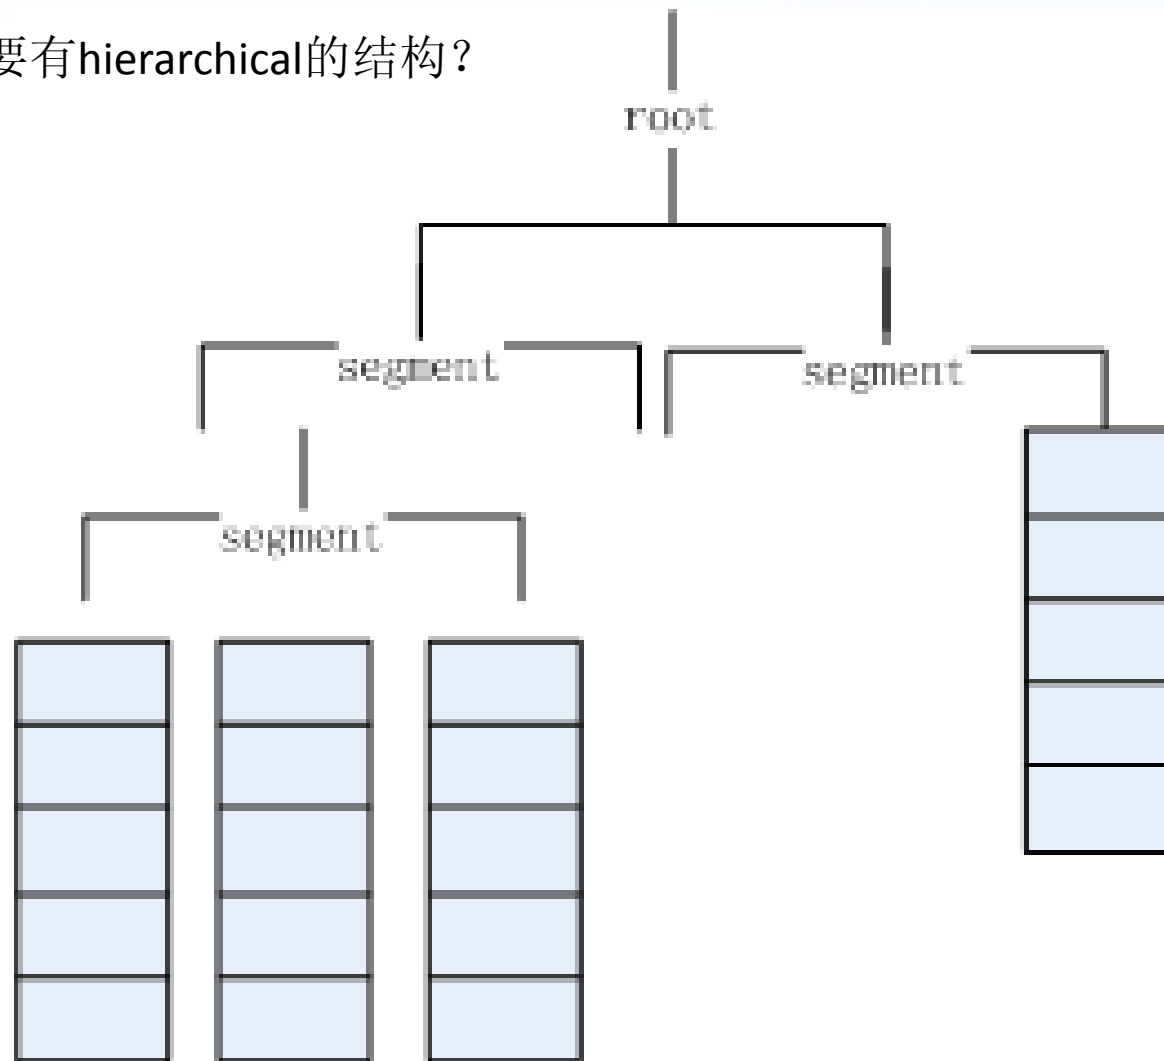 要有hierarchical的结构？
root
segment
segment
segment